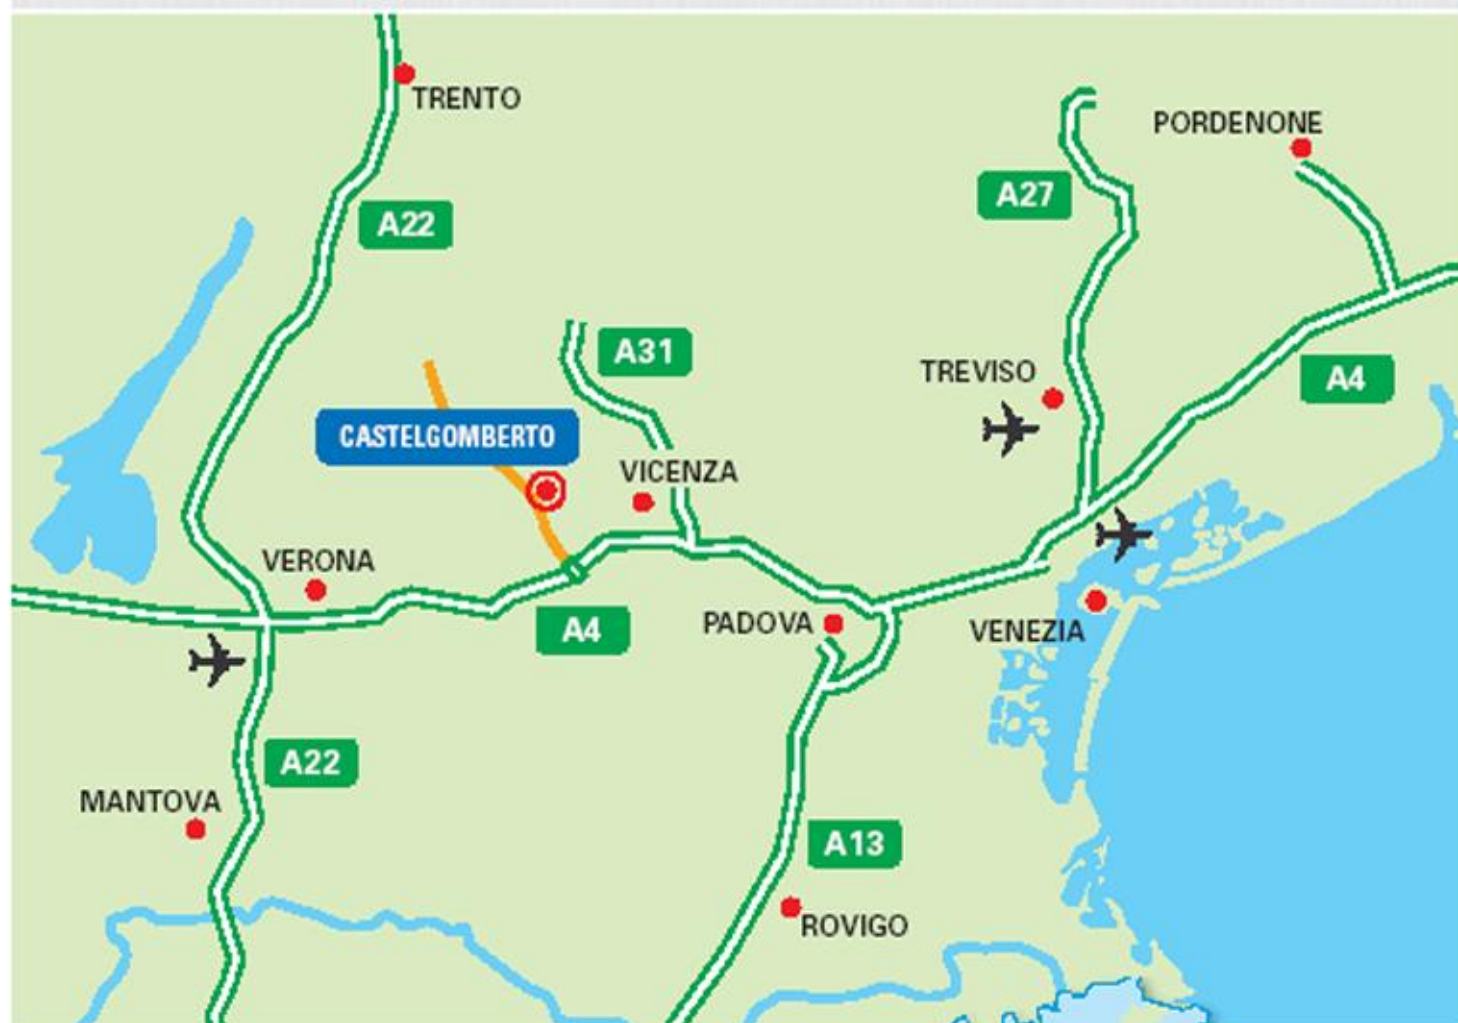 TRENTO
PORDENONE
A27
A22
A31
TREVISO
A4
CASTELGOMBERTO
VICENZA
VERONA
A4
PADOVA
VENEZIA
A22
MANTOVA
A13
ROVIGO